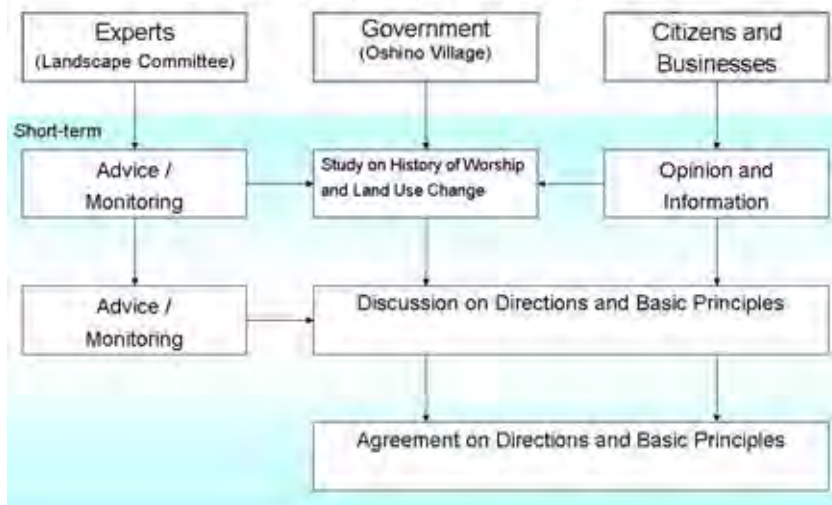 Experts
(Landscape Committee)
Government
(Oshino Village)
Citizens and
Businesses
Short-term
Advice /
Monitoring
Study on History of Worship
and Land Use Change
Opinion and
Information
Advice /
Monitoring
Discussion on Directions and Basic Principles
Agreement on Directions and Basic Principles